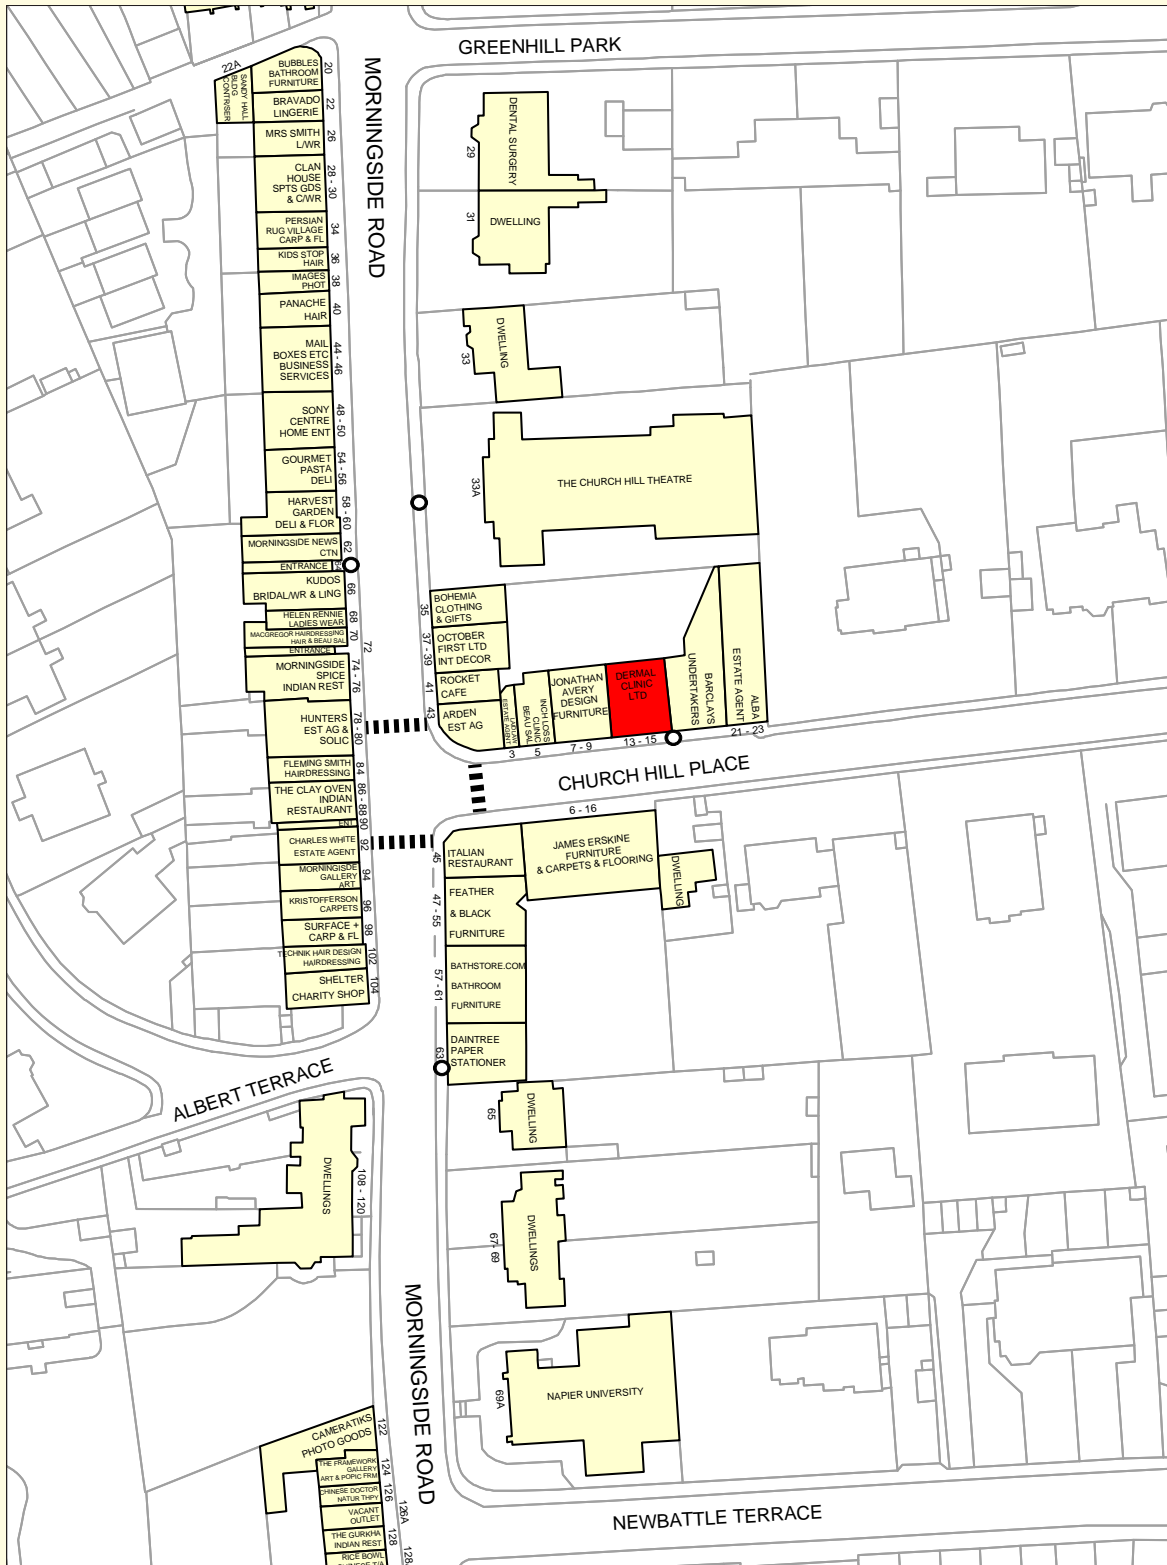 GREENHILL PARK
MORNINGSIDE ROAD
22A
SANDY HALL
BLDG
CONTR/SER
BUBBLES
BATHROOM
FURNITURE
20
BRAVADO
LINGERIE
22
MRS SMITH
L/WR
26
CLAN
HOUSE
SPTS GDS
& C/WR
28 - 30
PERSIAN
RUG VILLAGE
CARP & FL
34
KIDS STOP
HAIR
36
IMAGES
PHOT
38
PANACHE
HAIR
40
MAIL
BOXES ETC
BUSINESS
SERVICES
44 - 46
SONY
CENTRE
HOME ENT
48 - 50
GOURMET
PASTA
DELI
54 - 56
HARVEST
GARDEN
DELI & FLOR
58 - 60
MORNINGSIDE NEWS
CTN
62
ENTRANCE
64
KUDOS
BRIDAL/WR & LING
66
HELEN RENNIE
LADIES WEAR
68
MACGREGOR HAIRDRESSING
HAIR & BEAU SAL
70
ENTRANCE
72
MORNINGSIDE
SPICE
INDIAN REST
74 - 76
HUNTERS
EST AG &
SOLIC
78 - 80
FLEMING SMITH
HAIRDRESSING
84
THE CLAY OVEN
INDIAN
RESTAURANT
86 - 88
ENT
90
CHARLES WHITE
ESTATE AGENT
92
MORNINGSIDE
GALLERY
ART
94
KRISTOFFERSON
CARPETS
96
SURFACE +
CARP & FL
98
TECHNIK HAIR DESIGN
HAIRDRESSING
102
SHELTER
CHARITY SHOP
104
DENTAL SURGERY
29
DWELLING
31
DWELLING
33
THE CHURCH HILL THEATRE
33A
BOHEMIA
CLOTHING
& GIFTS
35
OCTOBER
FIRST LTD
INT DECOR
37 - 39
ROCKET
CAFE
41
ARDEN
EST AG
43
LAIDLAW
ESTATE AGENT
3
INCH LOSS
CLINIC
BEAU SAL
5
JONATHAN
AVERY
DESIGN
FURNITURE
7 - 9
DERMAL
CLINIC
LTD
13 - 15
BARCLAYS
UNDERTAKERS
ALBA
ESTATE AGENT
21 - 23
CHURCH HILL PLACE
6 - 16
ITALIAN
RESTAURANT
45
JAMES ERSKINE
FURNITURE
& CARPETS & FLOORING
DWELLING
FEATHER
& BLACK
FURNITURE
47 - 55
BATHSTORE.COM
BATHROOM
FURNITURE
57 - 61
DAINTREE
PAPER
STATIONER
63
DWELLING
65
DWELLINGS
67 - 69
NAPIER UNIVERSITY
69A
ALBERT TERRACE
DWELLINGS
108 - 120
MORNINGSIDE ROAD
CAMERATIKS
PHOTO GOODS
122
THE FRAMEWORK
GALLERY
ART & POPIC FRM
124
CHINESE DOCTOR
NATUR THPY
126
VACANT
OUTLET
126A
THE GURKHA
INDIAN REST
128
RICE BOWL
CHINESE T/A
128
NEWBATTLE TERRACE